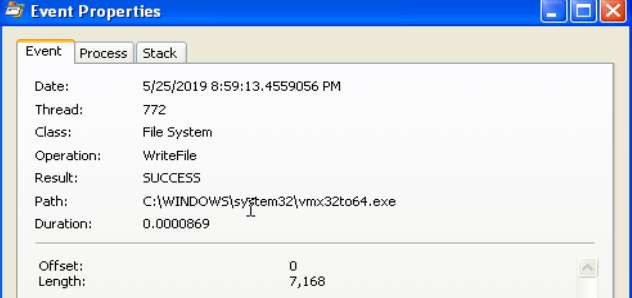 Event Properties
Event Process Stack
Date: 5/25/2019 8:59:13.4559056 PM
Thread: 772
Class: File System
Operation: WriteFile
Result: SUCCESS
Path: C:\WINDOWS\system32\vmx32to64.exe
Duration: 0.0000869
Offset: 0
Length: 7,168